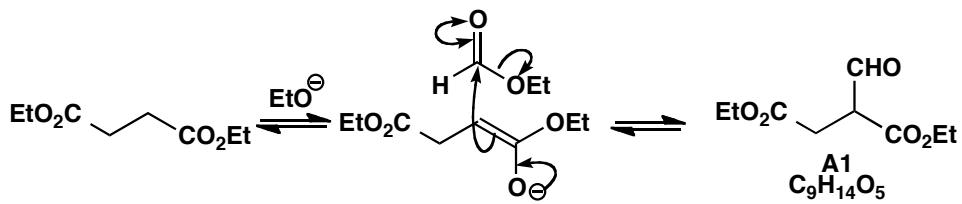 EtO₂C
CO₂Et
EtO⊖
O
H
OEt
EtO₂C
OEt
O⊖
CHO
EtO₂C
CO₂Et
A1
C₉H₁₄O₅